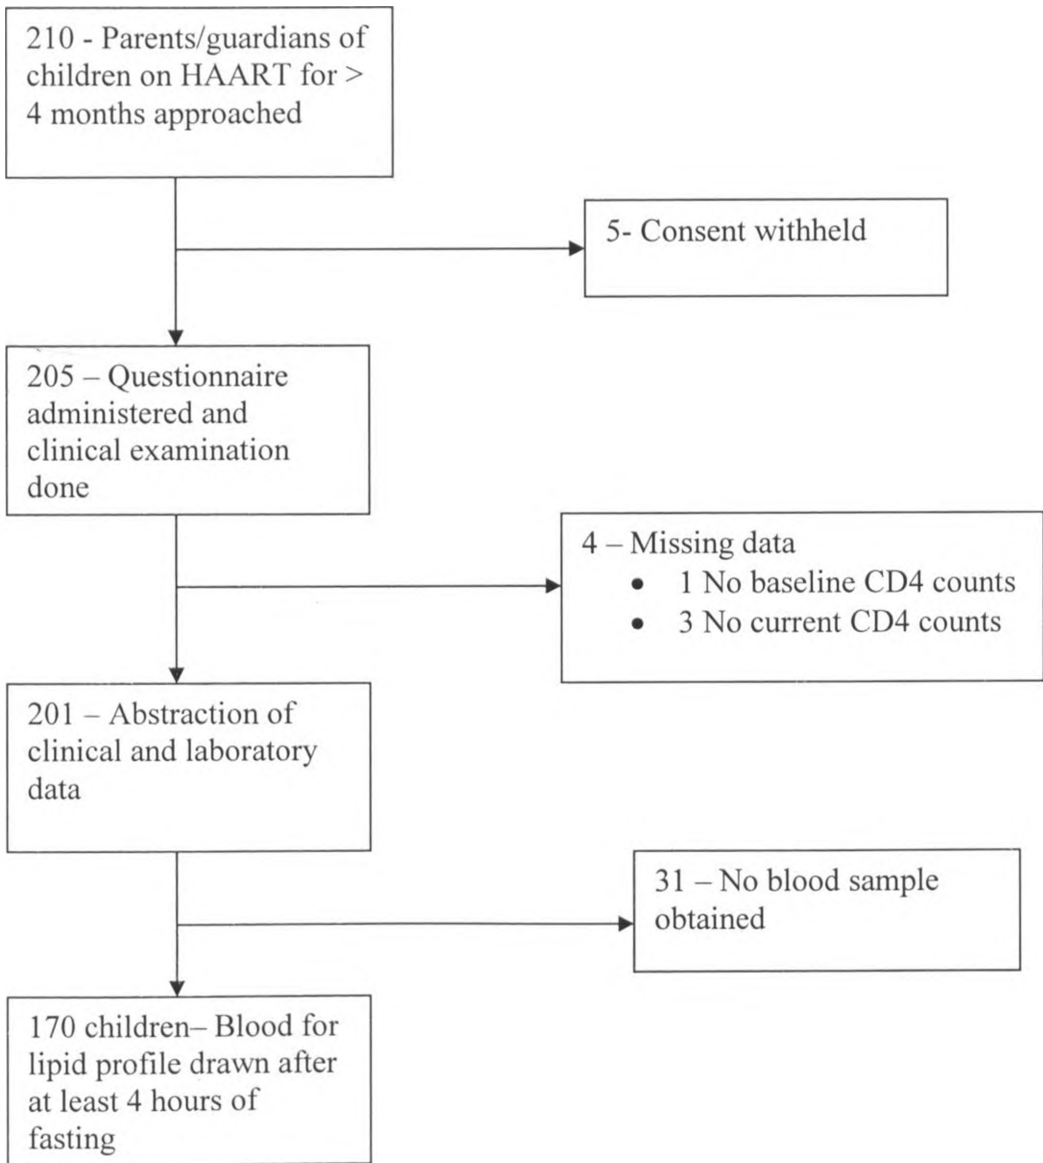 210 - Parents/guardians of
children on HAART for >
4 months approached
5- Consent withheld
205 – Questionnaire
administered and
clinical examination
done
4 – Missing data
• 1 No baseline CD4 counts
• 3 No current CD4 counts
201 – Abstraction of
clinical and laboratory
data
31 – No blood sample
obtained
170 children– Blood for
lipid profile drawn after
at least 4 hours of
fasting